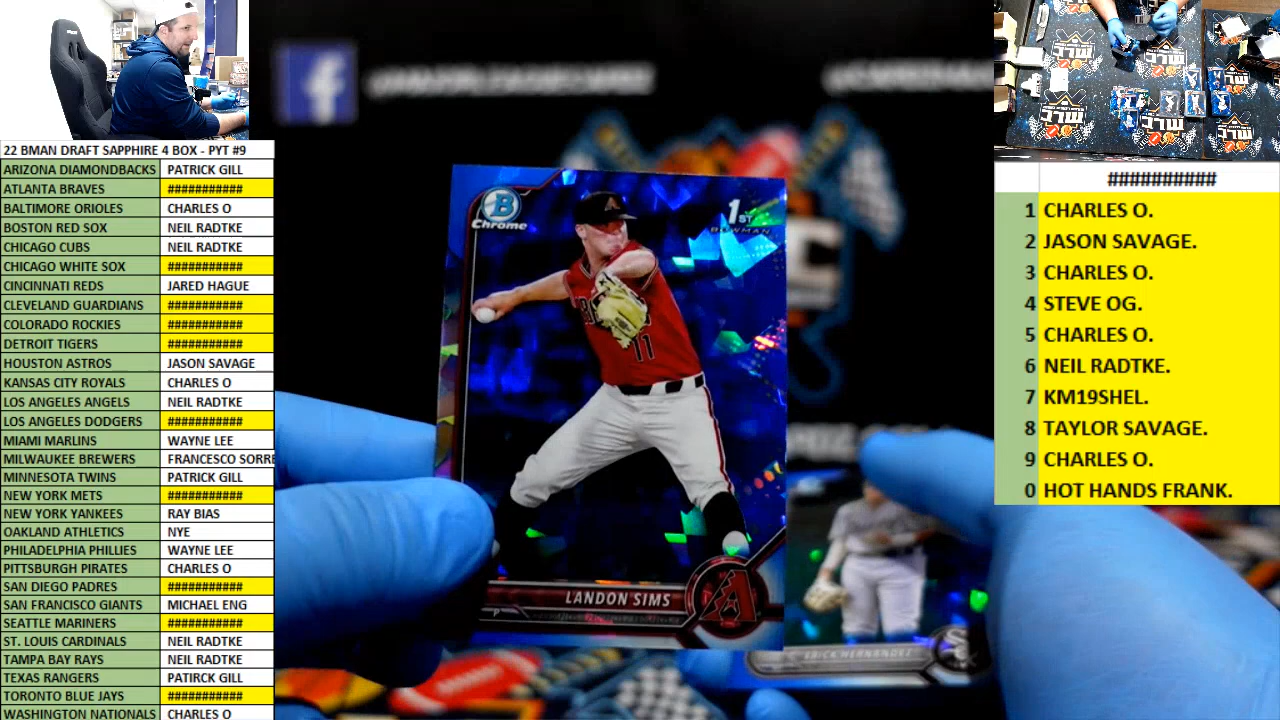 22 BMAN DRAFT SAPPHIRE 4 BOX - PYT #9
ARIZONA DIAMONDBACKS PATRICK GILL
ATLANTA BRAVES ###########
BALTIMORE ORIOLES CHARLES O
BOSTON RED SOX NEIL RADTKE
CHICAGO CUBS NEIL RADTKE
CHICAGO WHITE SOX ###########
CINCINNATI REDS JARED HAGUE
CLEVELAND GUARDIANS ###########
COLORADO ROCKIES ###########
DETROIT TIGERS ###########
HOUSTON ASTROS JASON SAVAGE
KANSAS CITY ROYALS CHARLES O
LOS ANGELES ANGELS NEIL RADTKE
LOS ANGELES DODGERS ###########
MIAMI MARLINS WAYNE LEE
MILWAUKEE BREWERS FRANCESCO SORRE
MINNESOTA TWINS PATRICK GILL
NEW YORK METS ###########
NEW YORK YANKEES RAY BIAS
OAKLAND ATHLETICS NYE
PHILADELPHIA PHILLIES WAYNE LEE
PITTSBURGH PIRATES CHARLES O
SAN DIEGO PADRES ###########
SAN FRANCISCO GIANTS MICHAEL ENG
SEATTLE MARINERS ###########
ST. LOUIS CARDINALS NEIL RADTKE
TAMPA BAY RAYS NEIL RADTKE
TEXAS RANGERS PATIRCK GILL
TORONTO BLUE JAYS ###########
WASHINGTON NATIONALS CHARLES O
f
B
Chrome
1ST
BOWMAN
11
LANDON SIMS
P
A
ERICK HERNANDEZ
MLC
###########
1 CHARLES O.
2 JASON SAVAGE.
3 CHARLES O.
4 STEVE OG.
5 CHARLES O.
6 NEIL RADTKE.
7 KM19SHEL.
8 TAYLOR SAVAGE.
9 CHARLES O.
0 HOT HANDS FRANK.